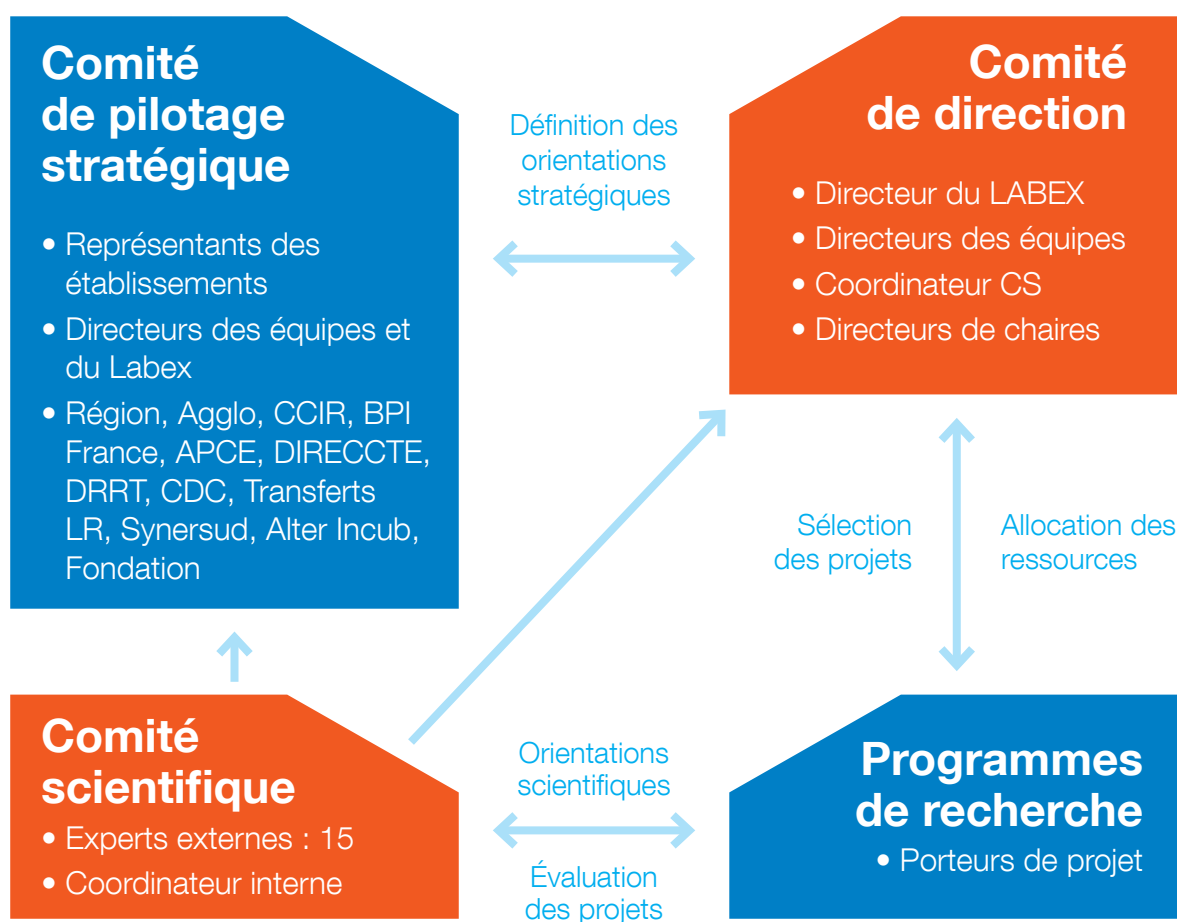 Comité
de pilotage
stratégique
• Représentants des
établissements
• Directeurs des équipes et
du Labex
• Région, Agglo, CCIR, BPI
France, APCE, DIRECCTE,
DRRT, CDC, Transferts
LR, Synersud, Alter Incub,
Fondation
Définition des
orientations
stratégiques
Comité
de direction
• Directeur du LABEX
• Directeurs des équipes
• Coordinateur CS
• Directeurs de chaires
Sélection
des projets
Allocation des
ressources
Comité
scientifique
• Experts externes : 15
• Coordinateur interne
Orientations
scientifiques
Évaluation
des projets
Programmes
de recherche
• Porteurs de projet